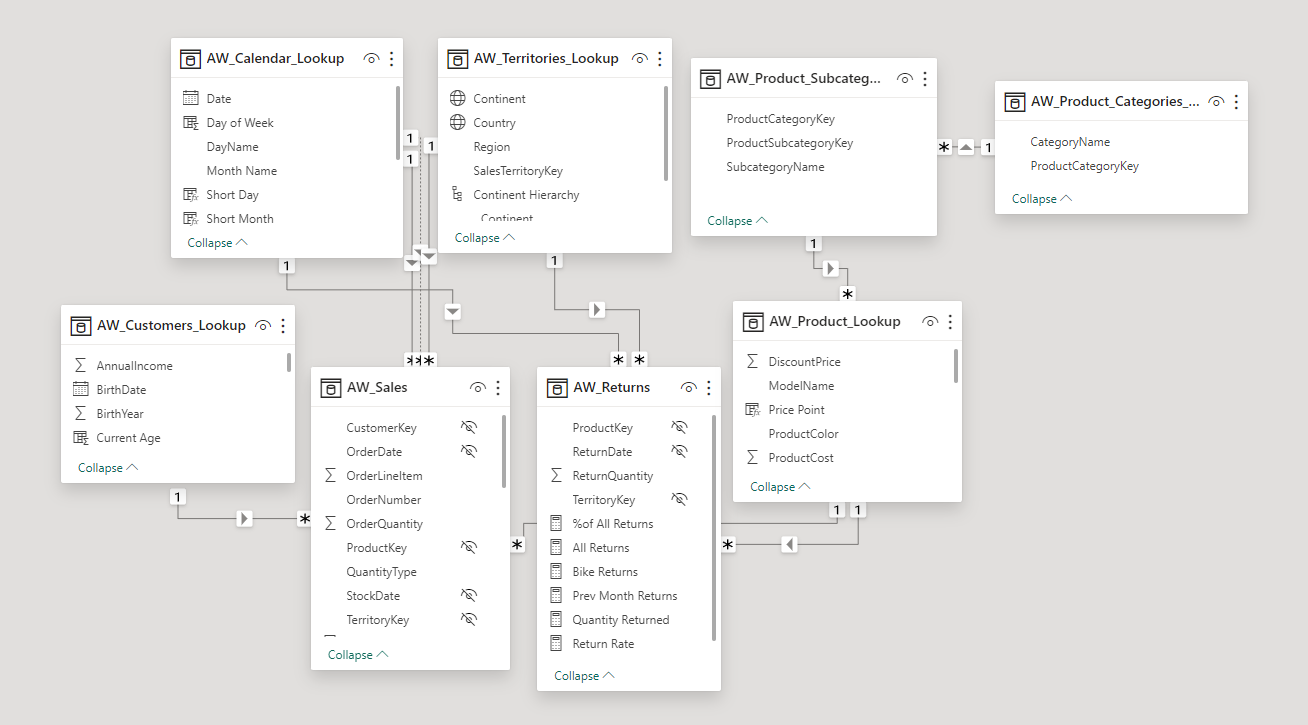 AW_Calendar_Lookup
Date
Day of Week
DayName
Month Name
Short Day
Short Month
Collapse
AW_Territories_Lookup
Continent
Country
Region
SalesTerritoryKey
Continent Hierarchy
Continent
Collapse
AW_Product_Subcateg...
ProductCategoryKey
ProductSubcategoryKey
SubcategoryName
Collapse
AW_Product_Categories_...
CategoryName
ProductCategoryKey
Collapse
1
1
1
*
1
1
1
1
*
AW_Customers_Lookup
AnnualIncome
BirthDate
BirthYear
Current Age
Collapse
1
*
***
AW_Sales
CustomerKey
OrderDate
OrderLineItem
OrderNumber
OrderQuantity
ProductKey
QuantityType
StockDate
TerritoryKey
Collapse
*
*
*
AW_Returns
ProductKey
ReturnDate
ReturnQuantity
TerritoryKey
%of All Returns
All Returns
Bike Returns
Prev Month Returns
Quantity Returned
Return Rate
Collapse
AW_Product_Lookup
DiscountPrice
ModelName
Price Point
ProductColor
ProductCost
Collapse
1
1
*